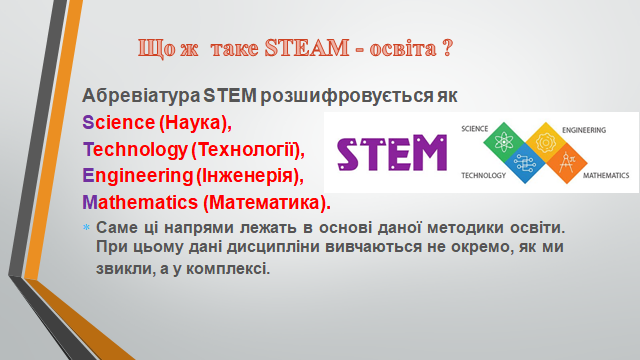 Що ж таке STEAM - освіта ?
Абревіатура STEM розшифровується як
Science (Наука),
Technology (Технології),
Engineering (Інженерія),
Mathematics (Математика).
STEM
SCIENCE
ENGINEERING
TECHNOLOGY
MATHEMATICS
Саме ці напрями лежать в основі даної методики освіти.
При цьому дані дисципліни вивчаються не окремо, як ми
звикли, а у комплексі.